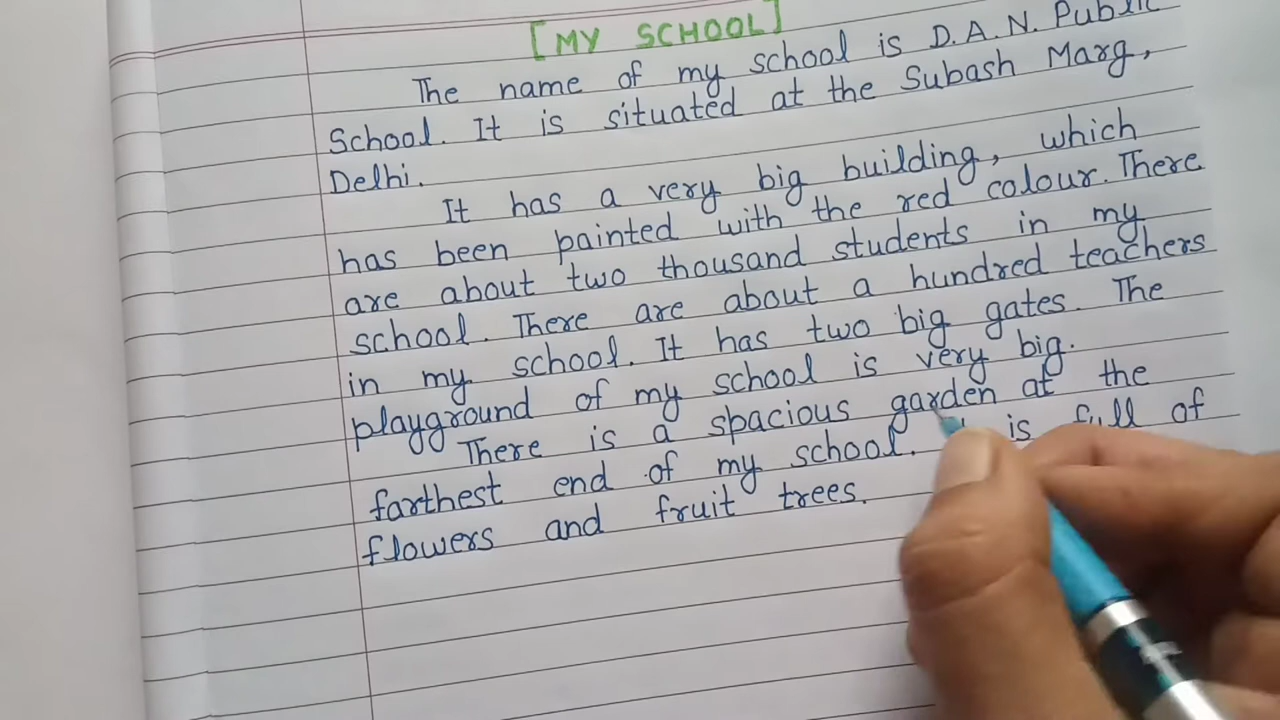 [MY SCHOOL]
The name of my school is D.A.N. Public
School. It is situated at the Subash Marg,
Delhi.
It has a very big building, which
has been painted with the red colour. There
are about two thousand students in my
school. There are about a hundred teachers
in my school. It has two big gates. The
playground of my school is very big.
There is a spacious garden at the
farthest end of my school. is full of
flowers and fruit trees.